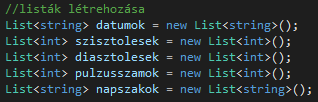 //listák létrehozása
List<string> datumok = new List<string>();
List<int> szisztolesek = new List<int>();
List<int> diasztolesek = new List<int>();
List<int> pulzusszamok = new List<int>();
List<string> napszakok = new List<string>();